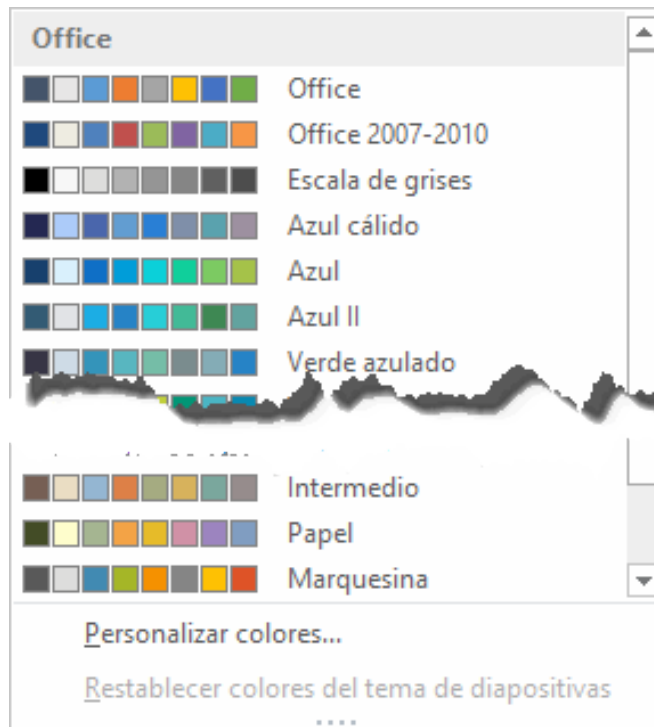 Office
Office
Office 2007-2010
Escala de grises
Azul cálido
Azul
Azul II
Verde azulado
Intermedio
Papel
Marquesina
Personalizar colores...
Restablecer colores del tema de diapositivas